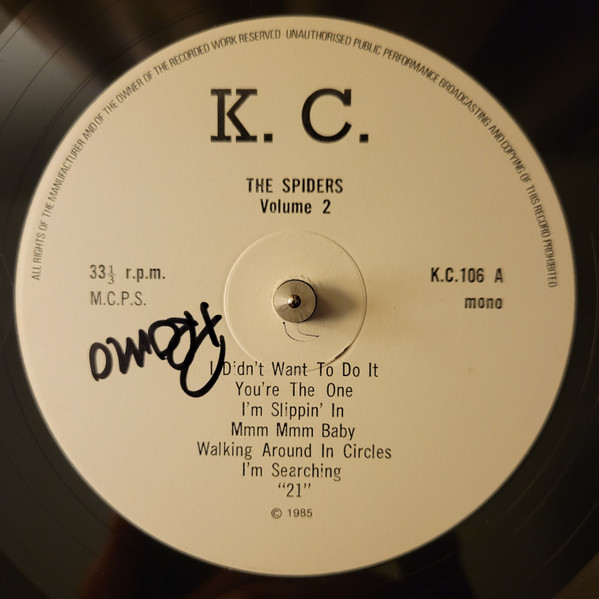 ALL RIGHTS OF THE MANUFACTURER AND OF THE OWNER OF THE RECORDED WORK RESERVED · UNAUTHORISED PUBLIC PERFORMANCE BROADCASTING AND COPYING OF THIS RECORD PROHIBITED
K. C.
THE SPIDERS
Volume 2
33⅓ r.p.m.
M.C.P.S.
K.C.106 A
mono
I Didn't Want To Do It
You're The One
I'm Slippin' In
Mmm Mmm Baby
Walking Around In Circles
I'm Searching
“21”
© 1985